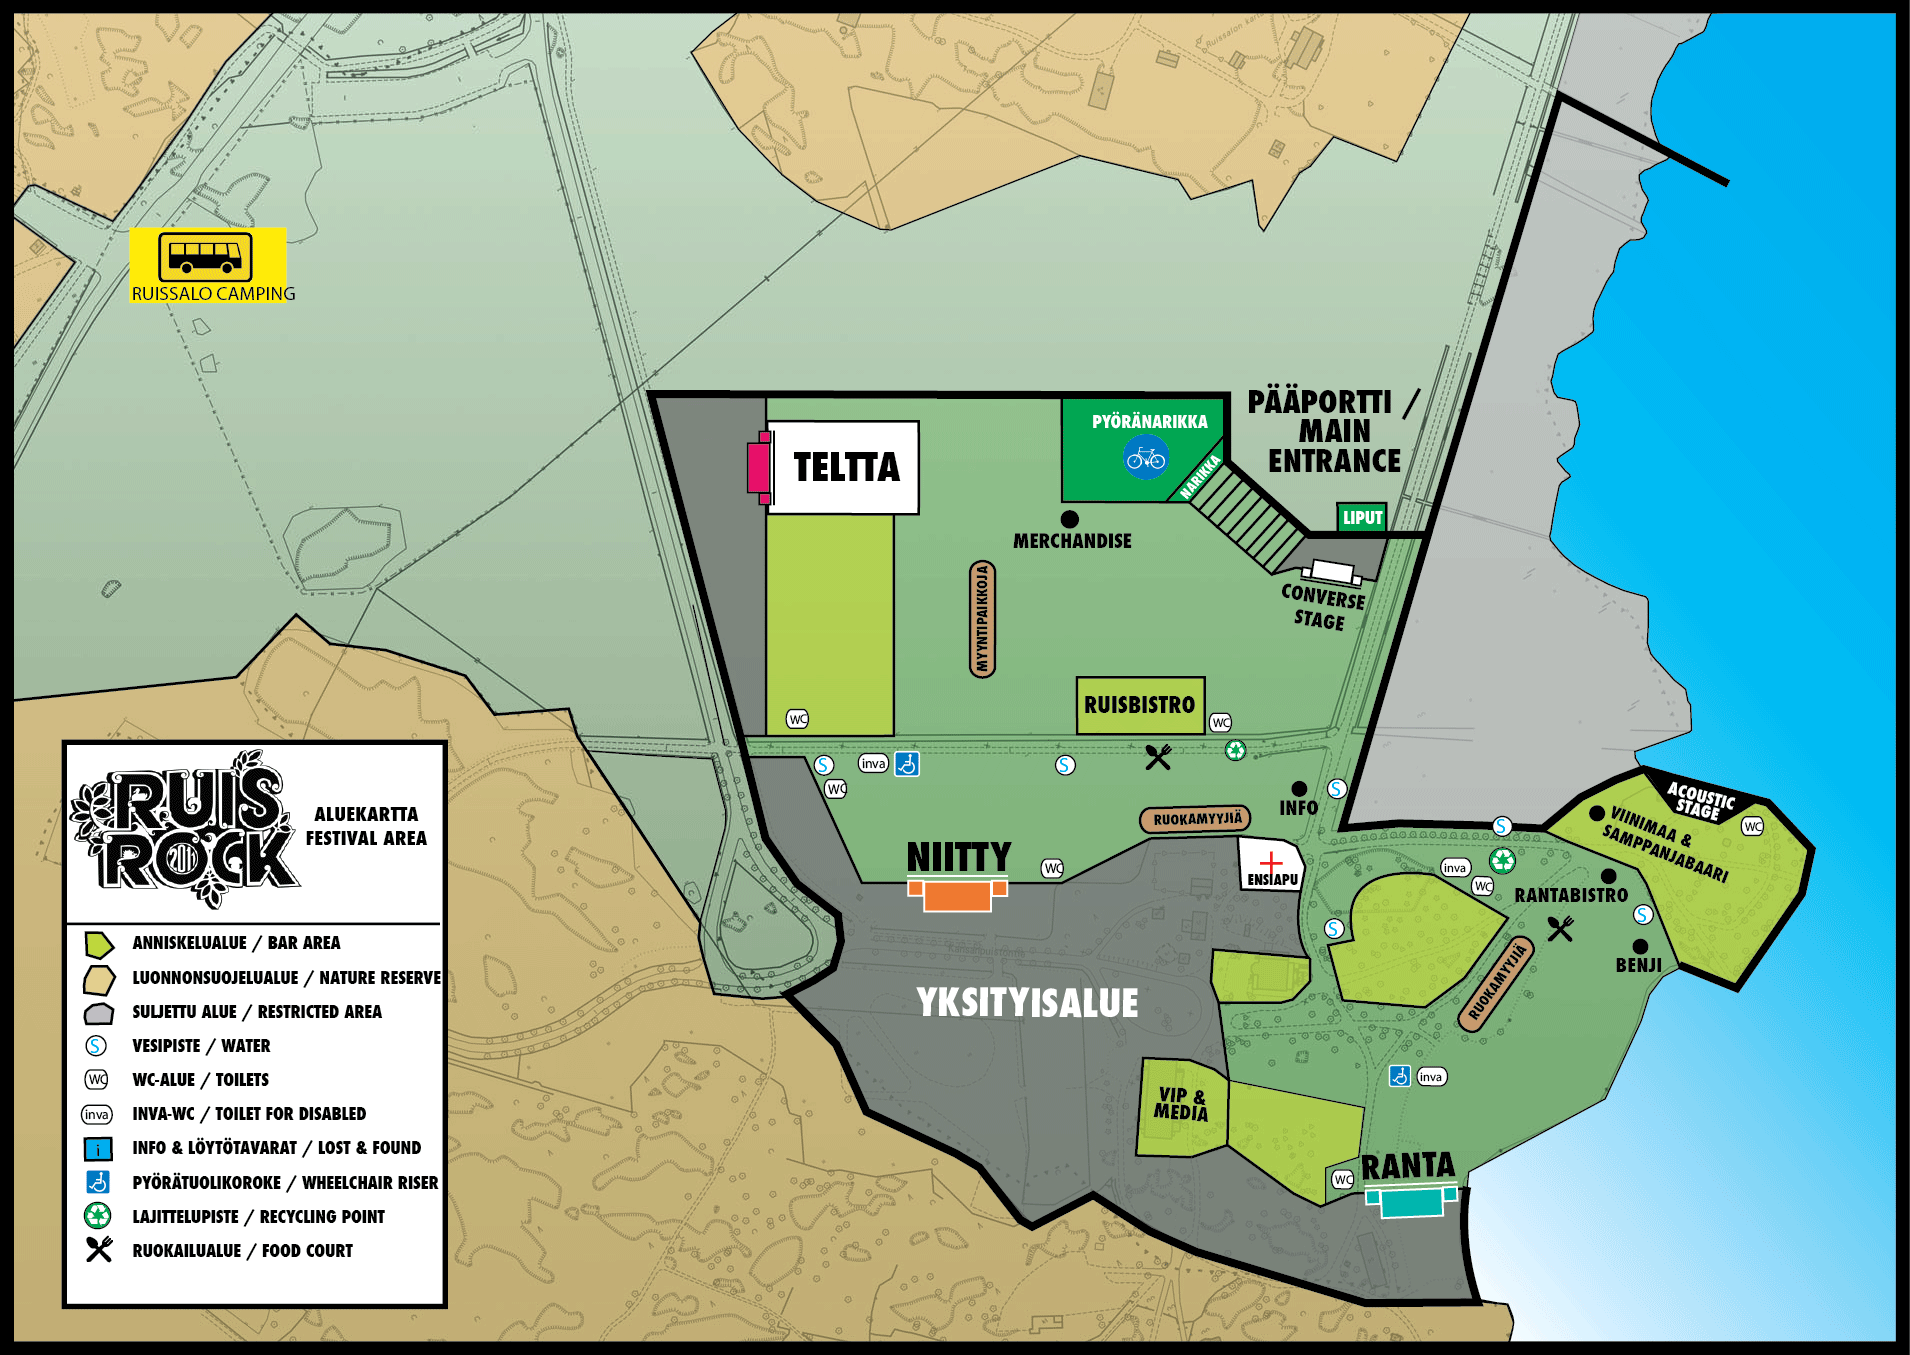 Ruissalon kartano
RUISSALO CAMPING
PÄÄPORTTI /
MAIN
ENTRANCE
PYÖRÄNARIKKA
NARIKKA
TELTTA
LIPUT
MERCHANDISE
CONVERSE
STAGE
MYYNTIPAIKKOJA
RUISBISTRO
WC
WC
S
inva
S
WC
INFO
S
RUOKAMYYJIÄ
NIITTY
WC
ENSIAPU
S
ACOUSTIC
STAGE
VIINIMAA &
SAMPPANJABAARI
WC
inva
WC
RANTABISTRO
S
S
BENJI
RUOKAMYYJIÄ
YKSITYISALUE
VIP &
MEDIA
inva
RANTA
WC
RUIS
ROCK
2011
ALUEKARTTA
FESTIVAL AREA
ANNISKELUALUE / BAR AREA
LUONNONSUOJELUALUE / NATURE RESERVE
SULJETTU ALUE / RESTRICTED AREA
S VESIPISTE / WATER
WC WC-ALUE / TOILETS
inva INVA-WC / TOILET FOR DISABLED
i INFO & LÖYTÖTAVARAT / LOST & FOUND
PYÖRÄTUOLIKOROKE / WHEELCHAIR RISER
LAJITTELUPISTE / RECYCLING POINT
RUOKAILUALUE / FOOD COURT